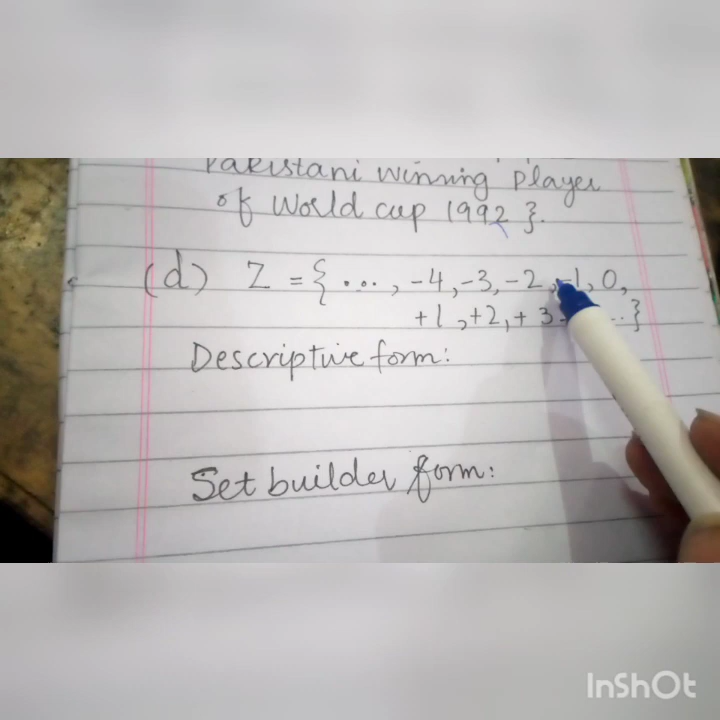 Pakistani winning player
of World cup 1992 }.
(d) Z = { ..., -4, -3, -2, -1, 0,
+1, +2, + 3
Descriptive form:
Set builder form:
InShOt